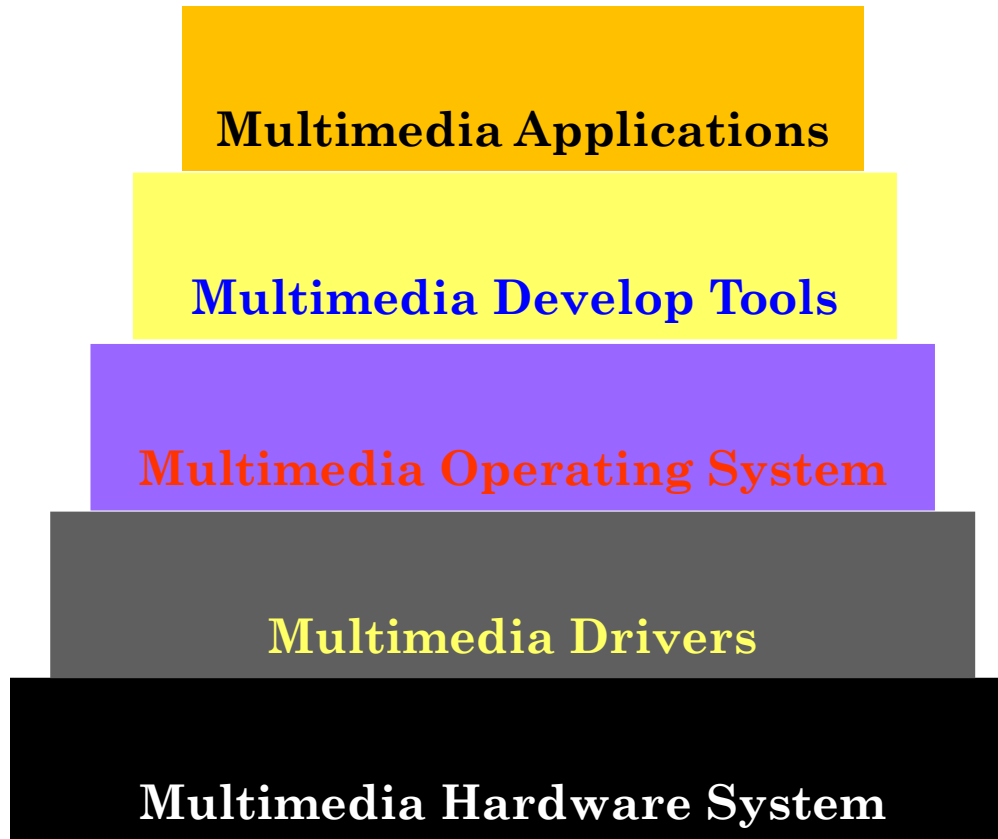 Multimedia Applications
Multimedia Develop Tools
Multimedia Operating System
Multimedia Drivers
Multimedia Hardware System